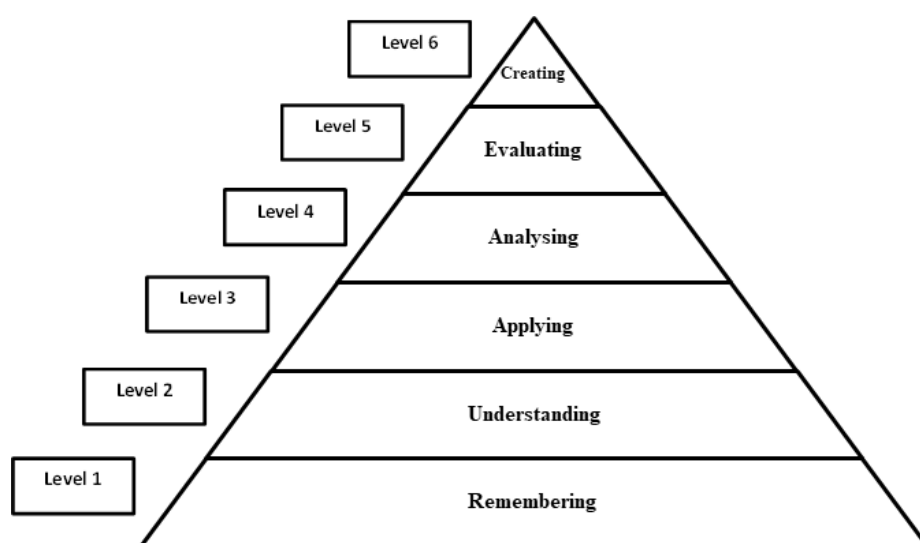 Level 6
Creating
Level 5
Evaluating
Level 4
Analysing
Level 3
Applying
Level 2
Understanding
Level 1
Remembering